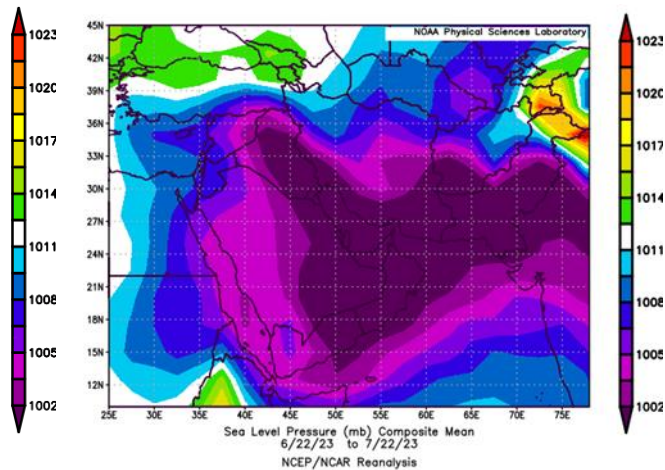 NOAA Physical Sciences Laboratory
1023
1020
1017
1014
1011
1008
1005
1002
45N
42N
39N
36N
33N
30N
27N
24N
21N
18N
15N
12N
25E 30E 35E 40E 45E 50E 55E 60E 65E 70E 75E
1023
1020
1017
1014
1011
1008
1005
1002
Sea Level Pressure (mb) Composite Mean
6/22/23 to 7/22/23
NCEP/NCAR Reanalysis